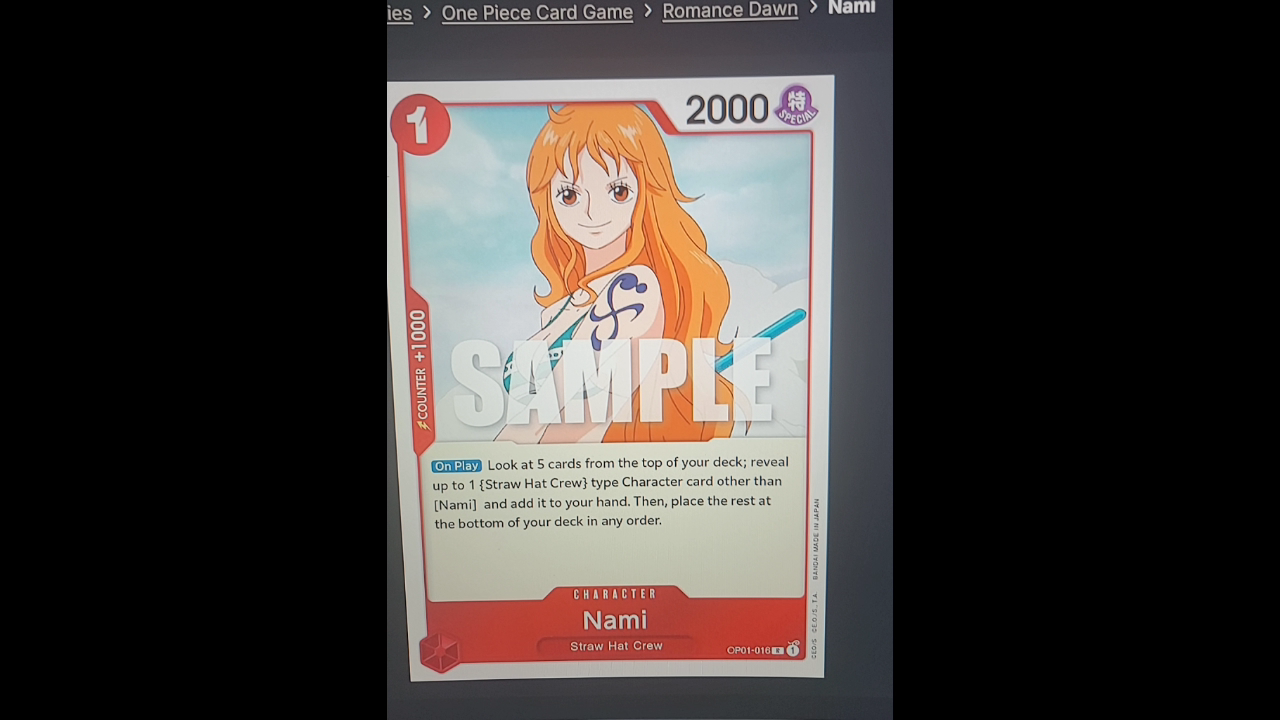 ies > One Piece Card Game > Romance Dawn > Nami
1
2000
特
SPECIAL
COUNTER +1000
SAMPLE
On Play Look at 5 cards from the top of your deck; reveal
up to 1 {Straw Hat Crew} type Character card other than
[Nami] and add it to your hand. Then, place the rest at
the bottom of your deck in any order.
CHARACTER
Nami
Straw Hat Crew
OP01-016 R 1
BANDAI MADE IN JAPAN